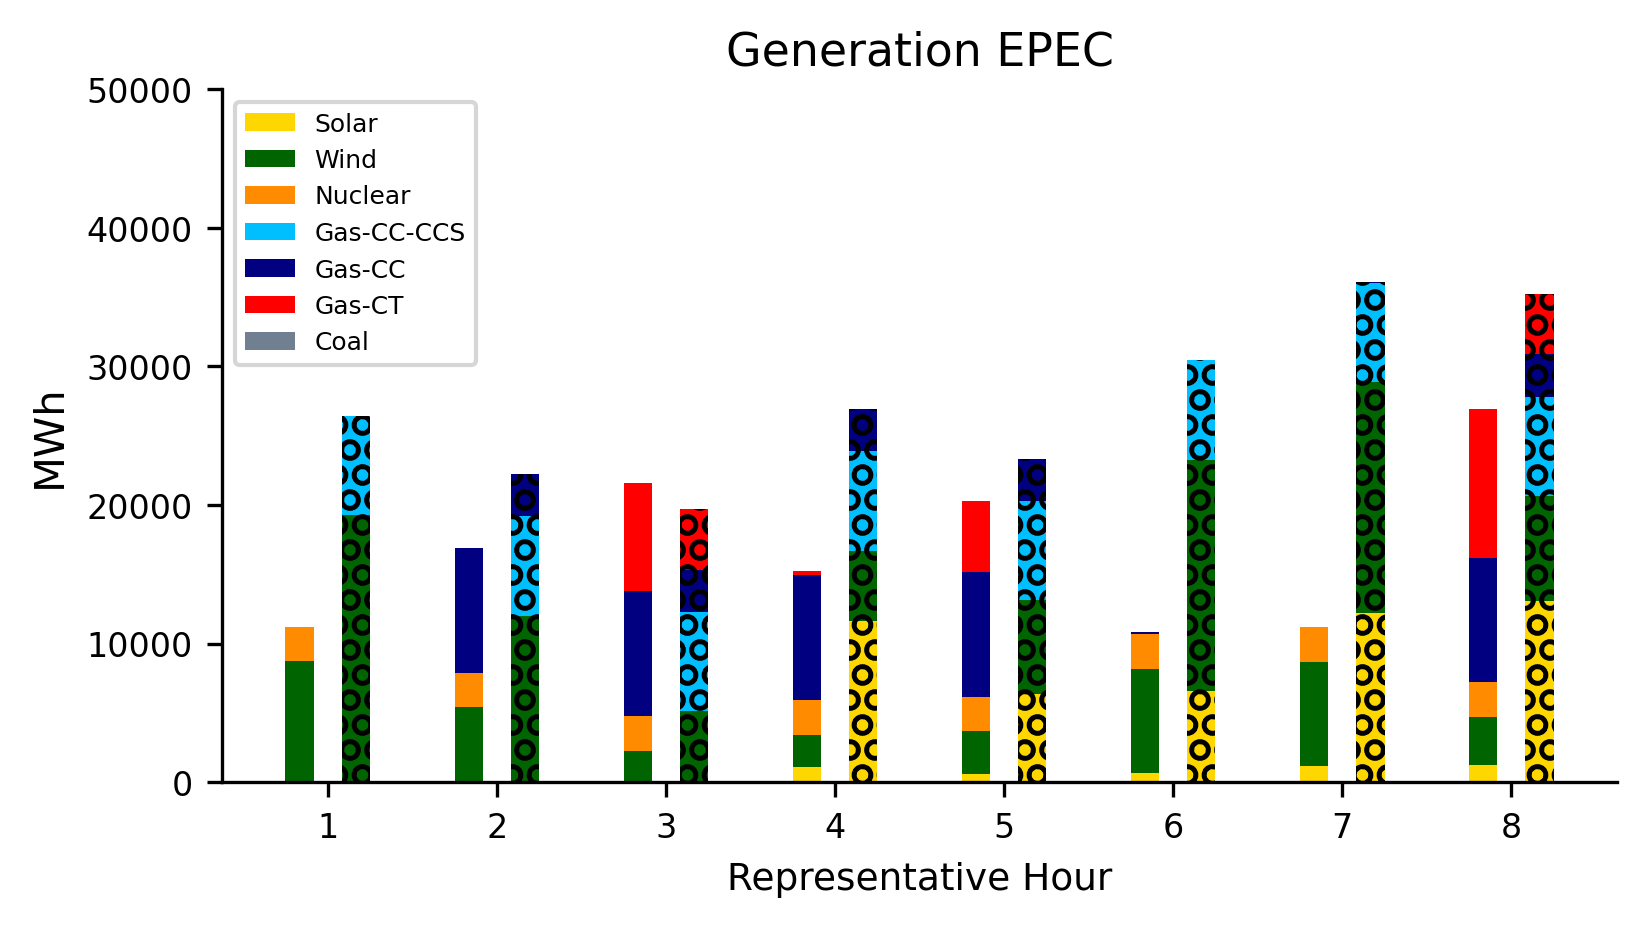 Generation EPEC
50000
40000
30000
20000
10000
0
MWh
Solar
Wind
Nuclear
Gas-CC-CCS
Gas-CC
Gas-CT
Coal
1 2 3 4 5 6 7 8
Representative Hour